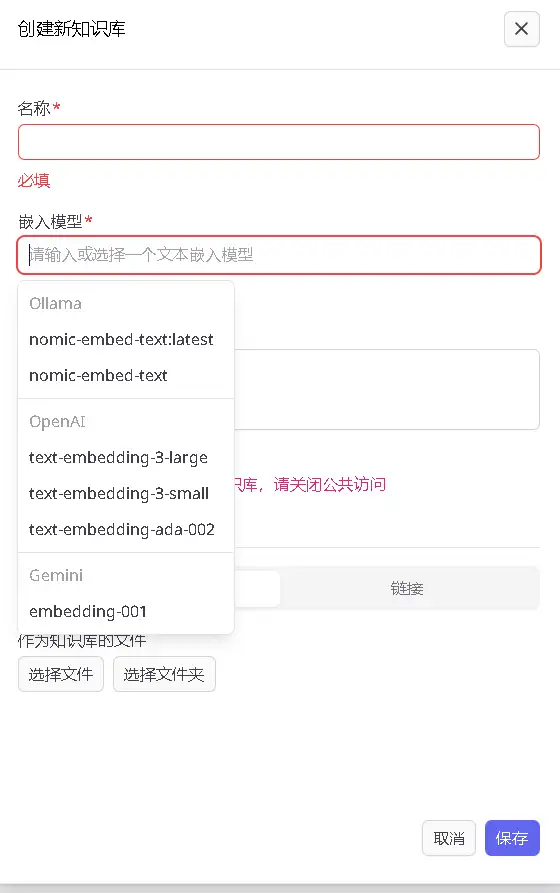 创建新知识库
名称*
必填
嵌入模型*
请输入或选择一个文本嵌入模型
Ollama
nomic-embed-text:latest
nomic-embed-text
OpenAI
text-embedding-3-large
text-embedding-3-small
text-embedding-ada-002
Gemini
embedding-001
识库，请关闭公共访问
链接
作为知识库的文件
选择文件 选择文件夹
取消 保存